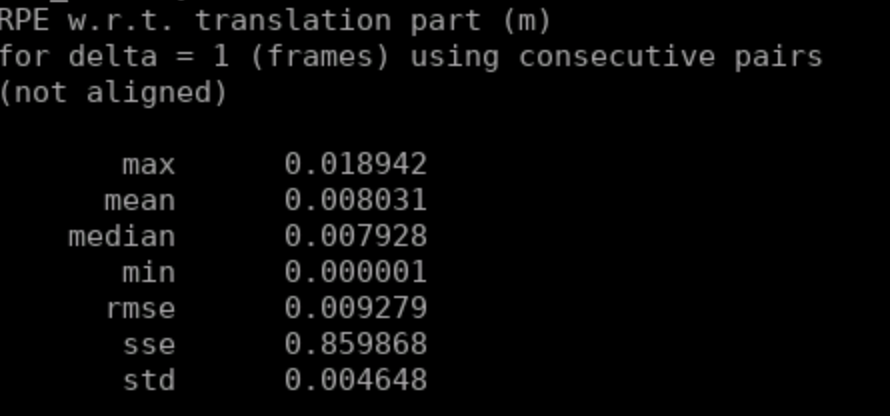 RPE w.r.t. translation part (m)
for delta = 1 (frames) using consecutive pairs
(not aligned)
max 0.018942
mean 0.008031
median 0.007928
min 0.000001
rmse 0.009279
sse 0.859868
std 0.004648